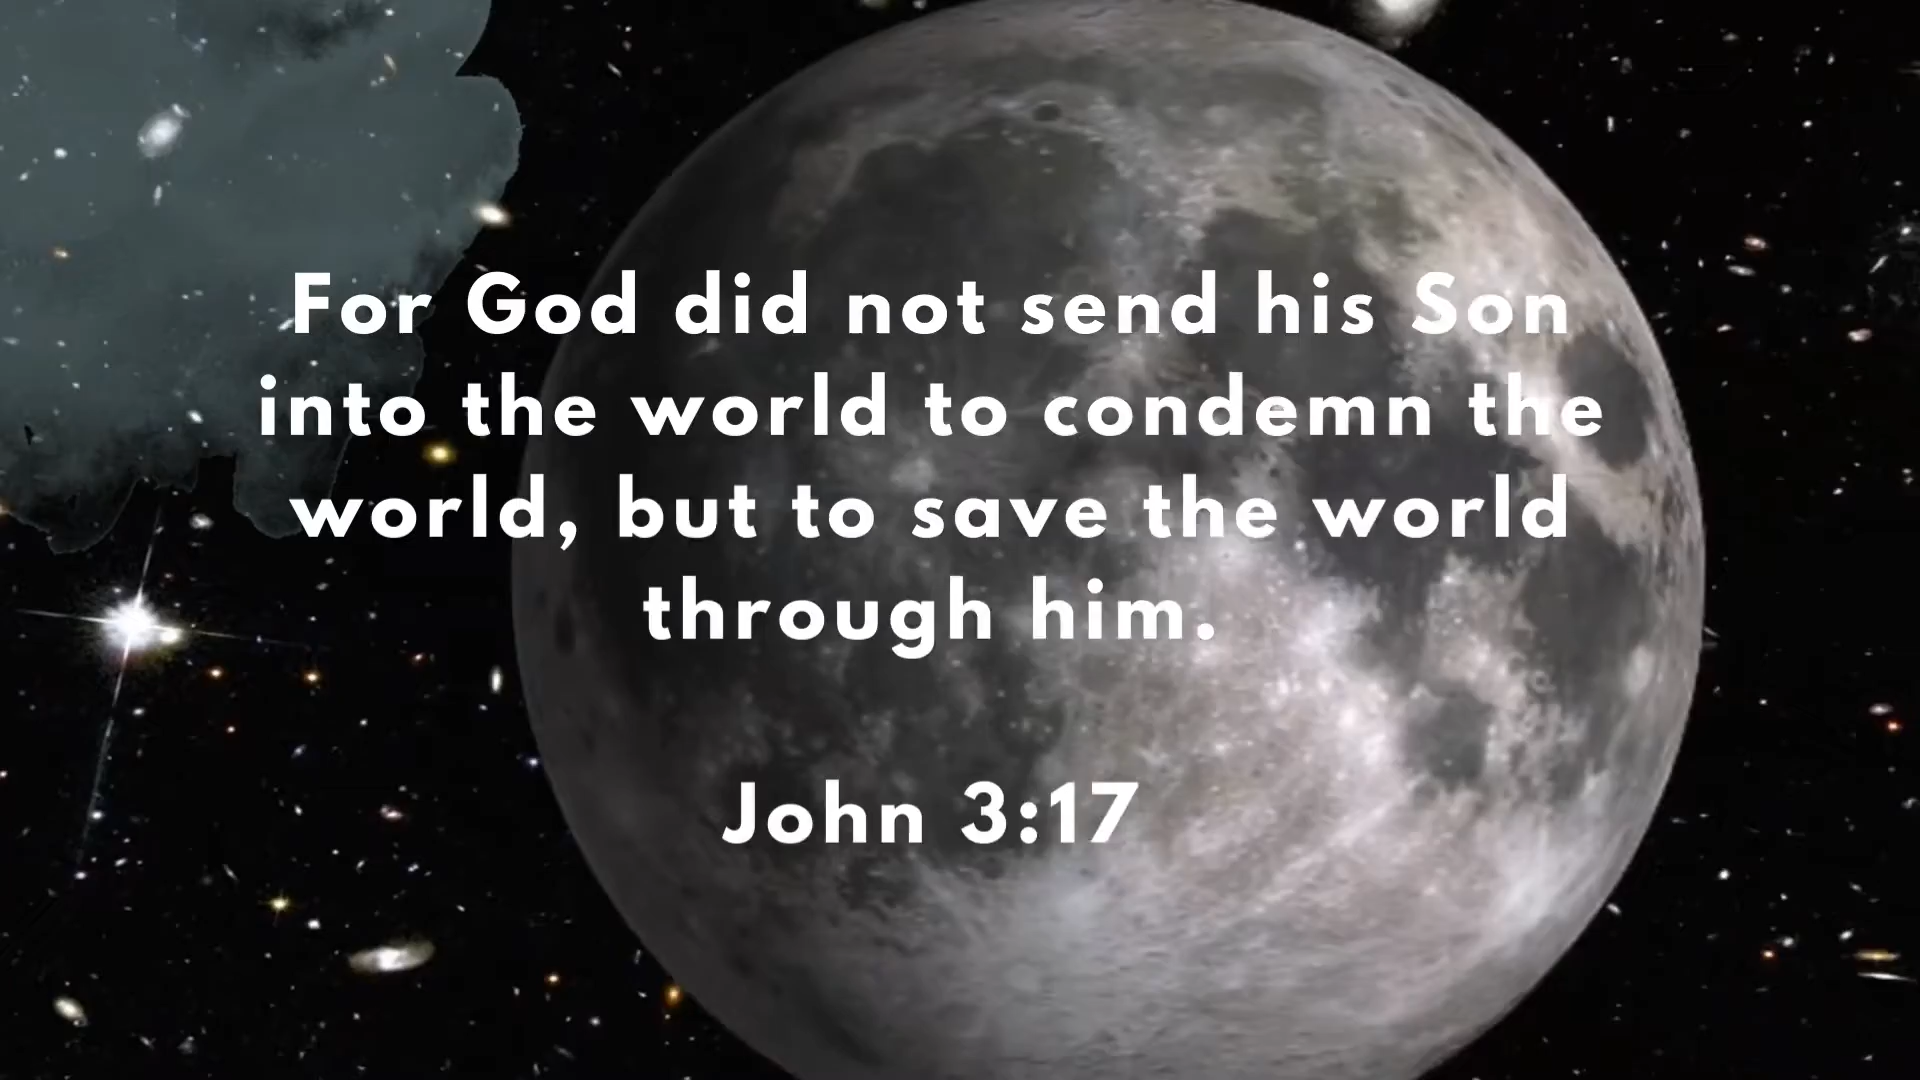 For God did not send his Son
into the world to condemn the
world, but to save the world
through him.
John 3:17